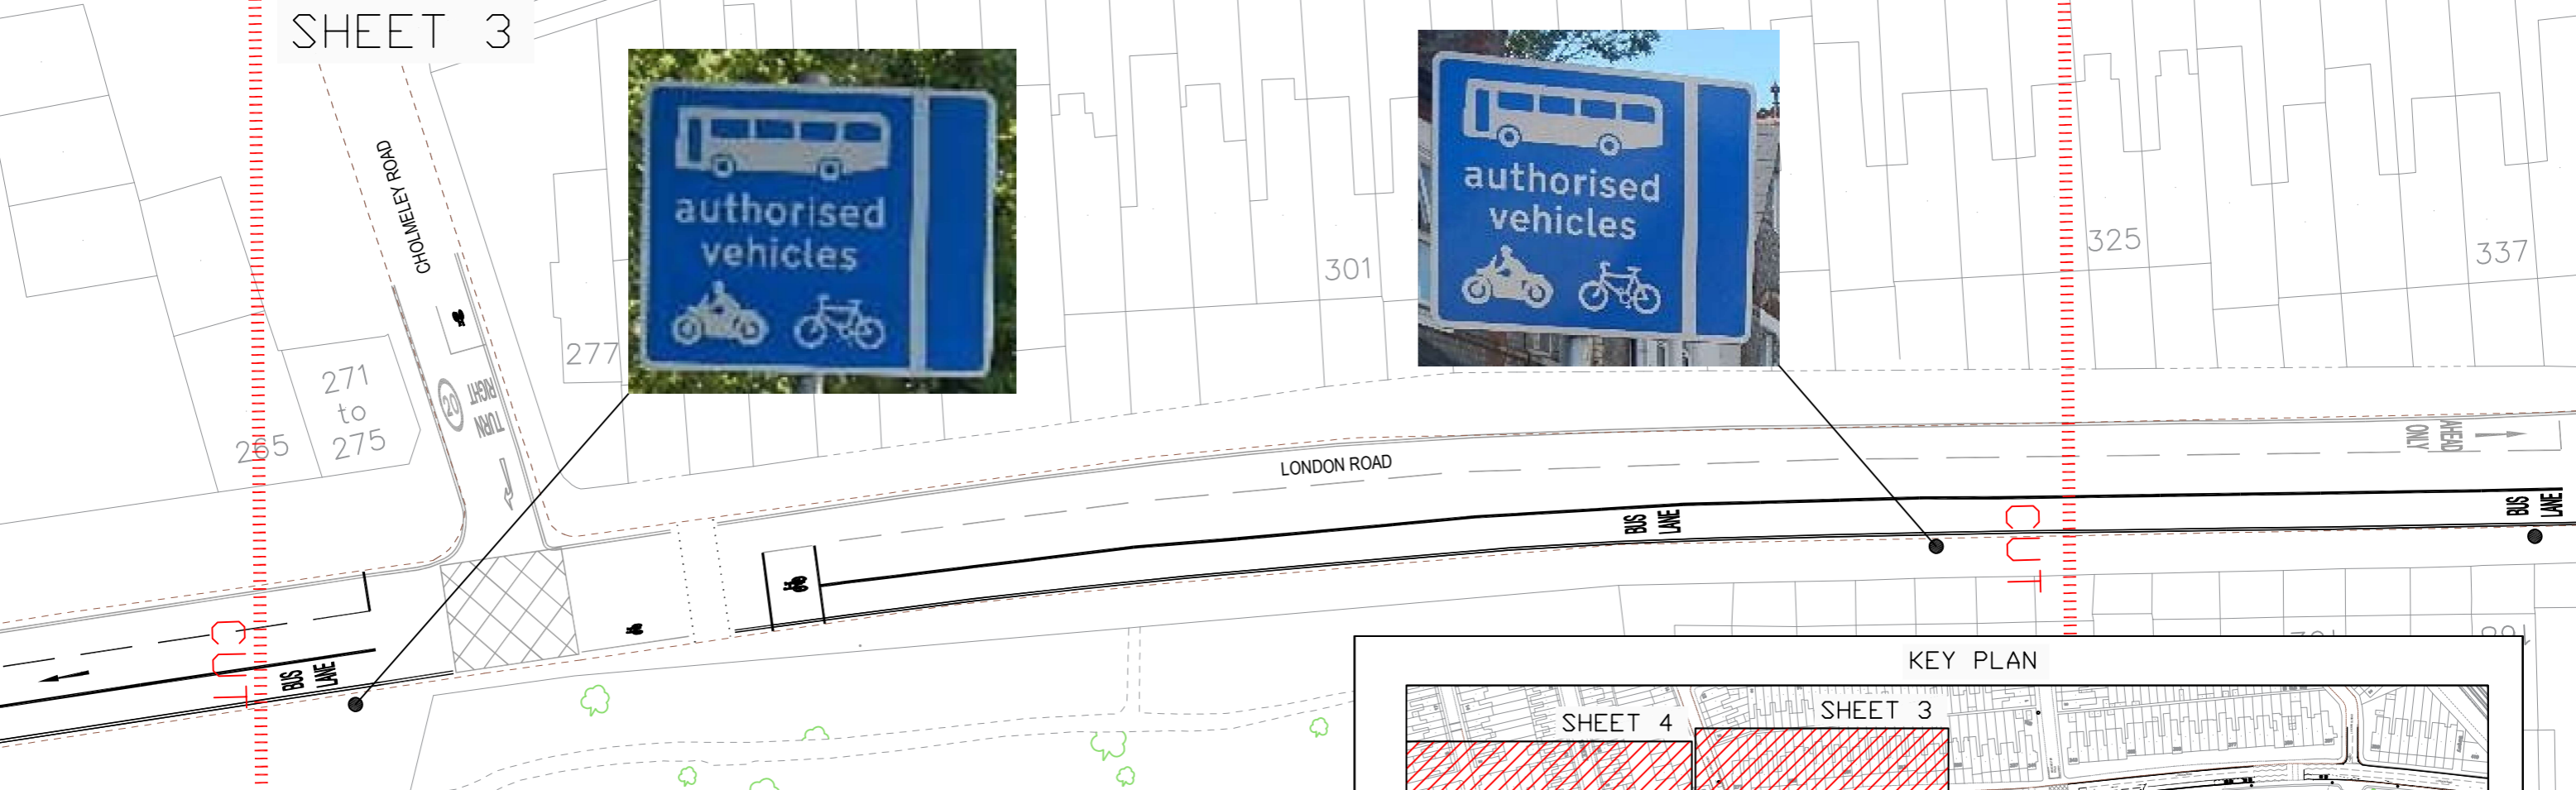 SHEET 3
CHOLMELEY ROAD
authorised
vehicles
authorised
vehicles
301
325
337
277
271
to
275
265
20
TURN
RIGHT
LONDON ROAD
AHEAD
ONLY
BUS
LANE
BUS
LANE
BUS
LANE
CUT
CUT
KEY PLAN
SHEET 4
SHEET 3